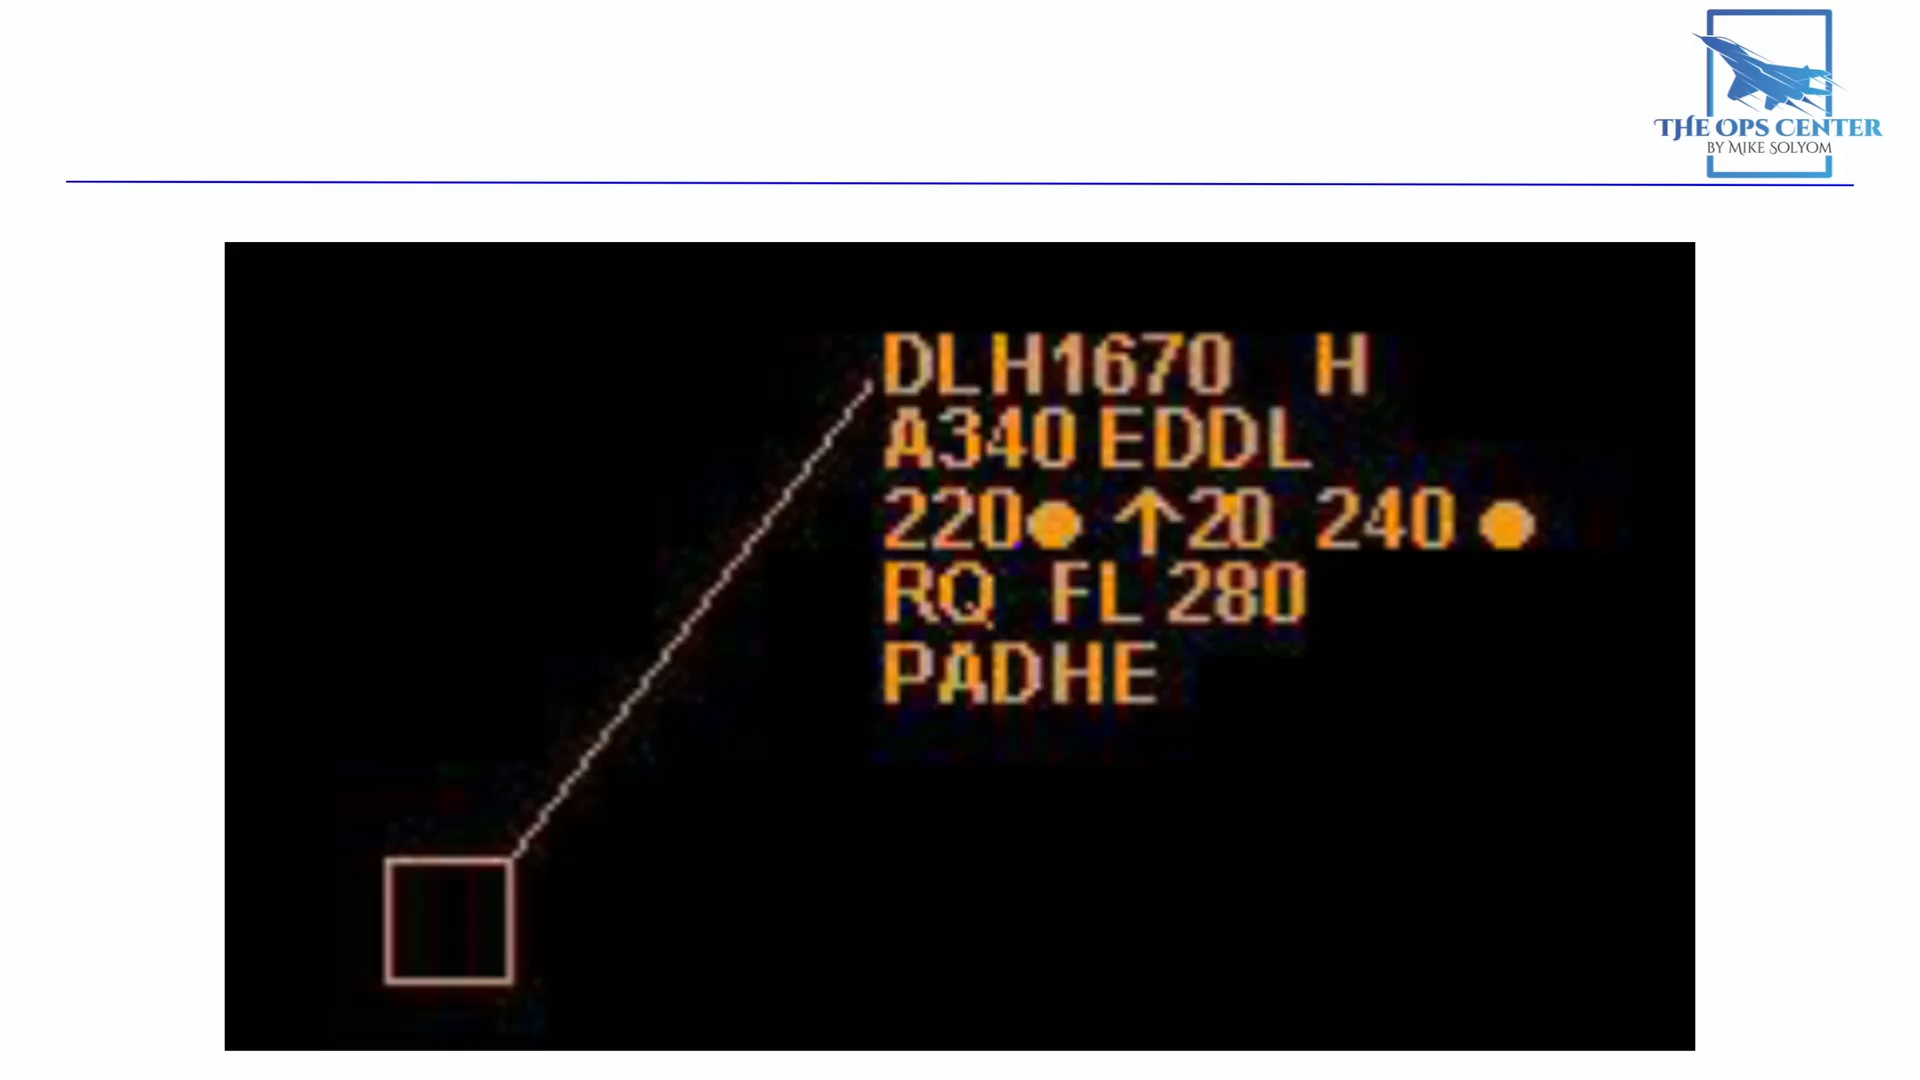 THE OPS CENTER
BY MIKE SOLYOM
DLH1670 H
A340 EDDL
220● ↑20 240 ●
RQ FL 280
PADHE